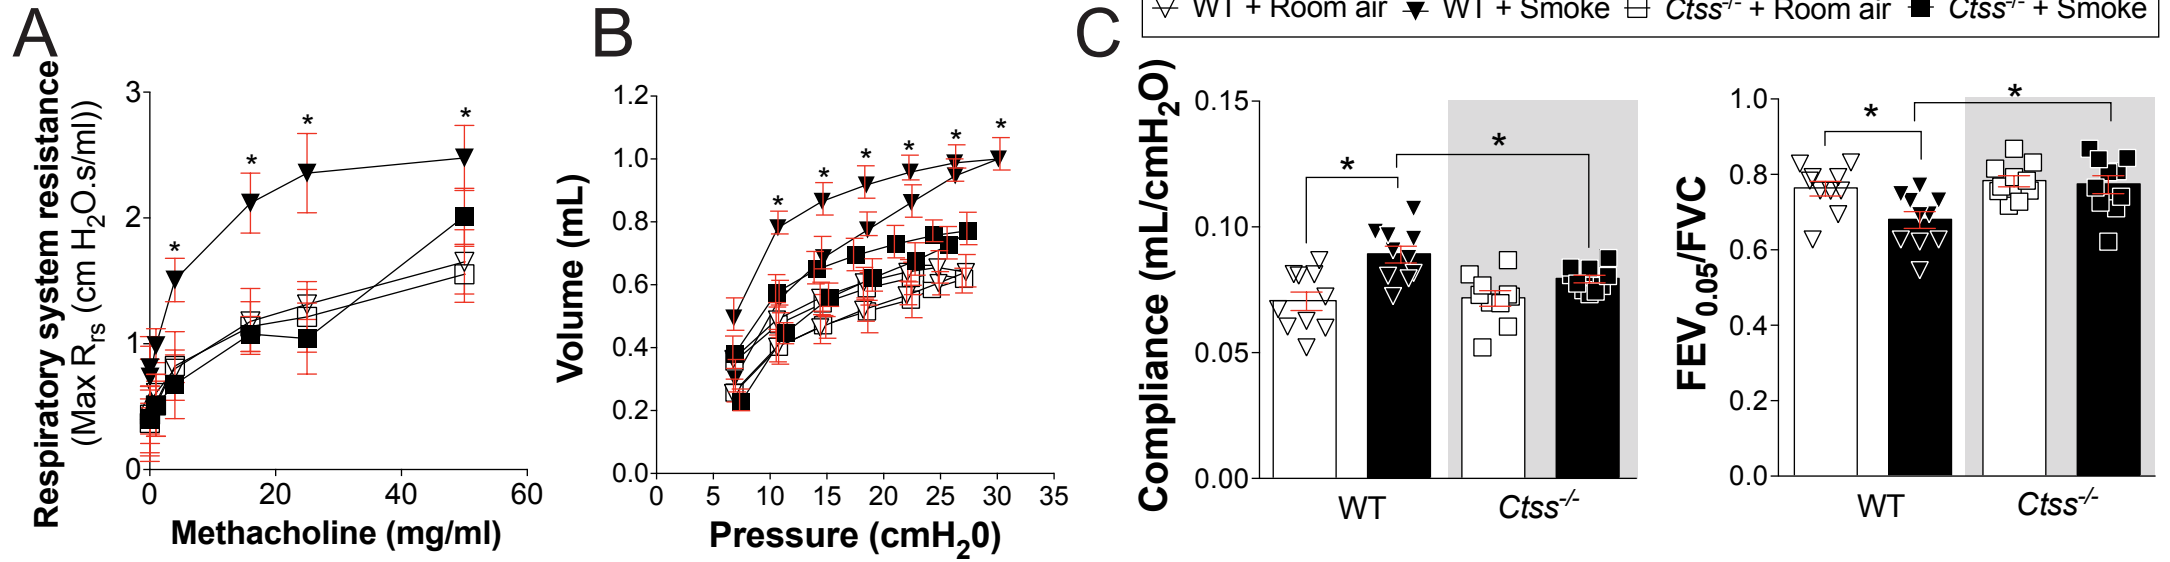 A
B
C
WT + Room air WT + Smoke Ctss-/- + Room air Ctss-/- + Smoke
Respiratory system resistance
(Max Rrs (cm H2O.s/ml))
3
2
1
0
* * * *
0 20 40 60
Methacholine (mg/ml)
Volume (mL)
1.2
1.0
0.8
0.6
0.4
0.2
0.0
* * * * * *
0 5 10 15 20 25 30 35
Pressure (cmH20)
Compliance (mL/cmH2O)
0.15
0.10
0.05
0.00
* *
WT Ctss-/-
FEV0.05/FVC
1.0
0.8
0.6
0.4
0.2
0.0
* *
WT Ctss-/-